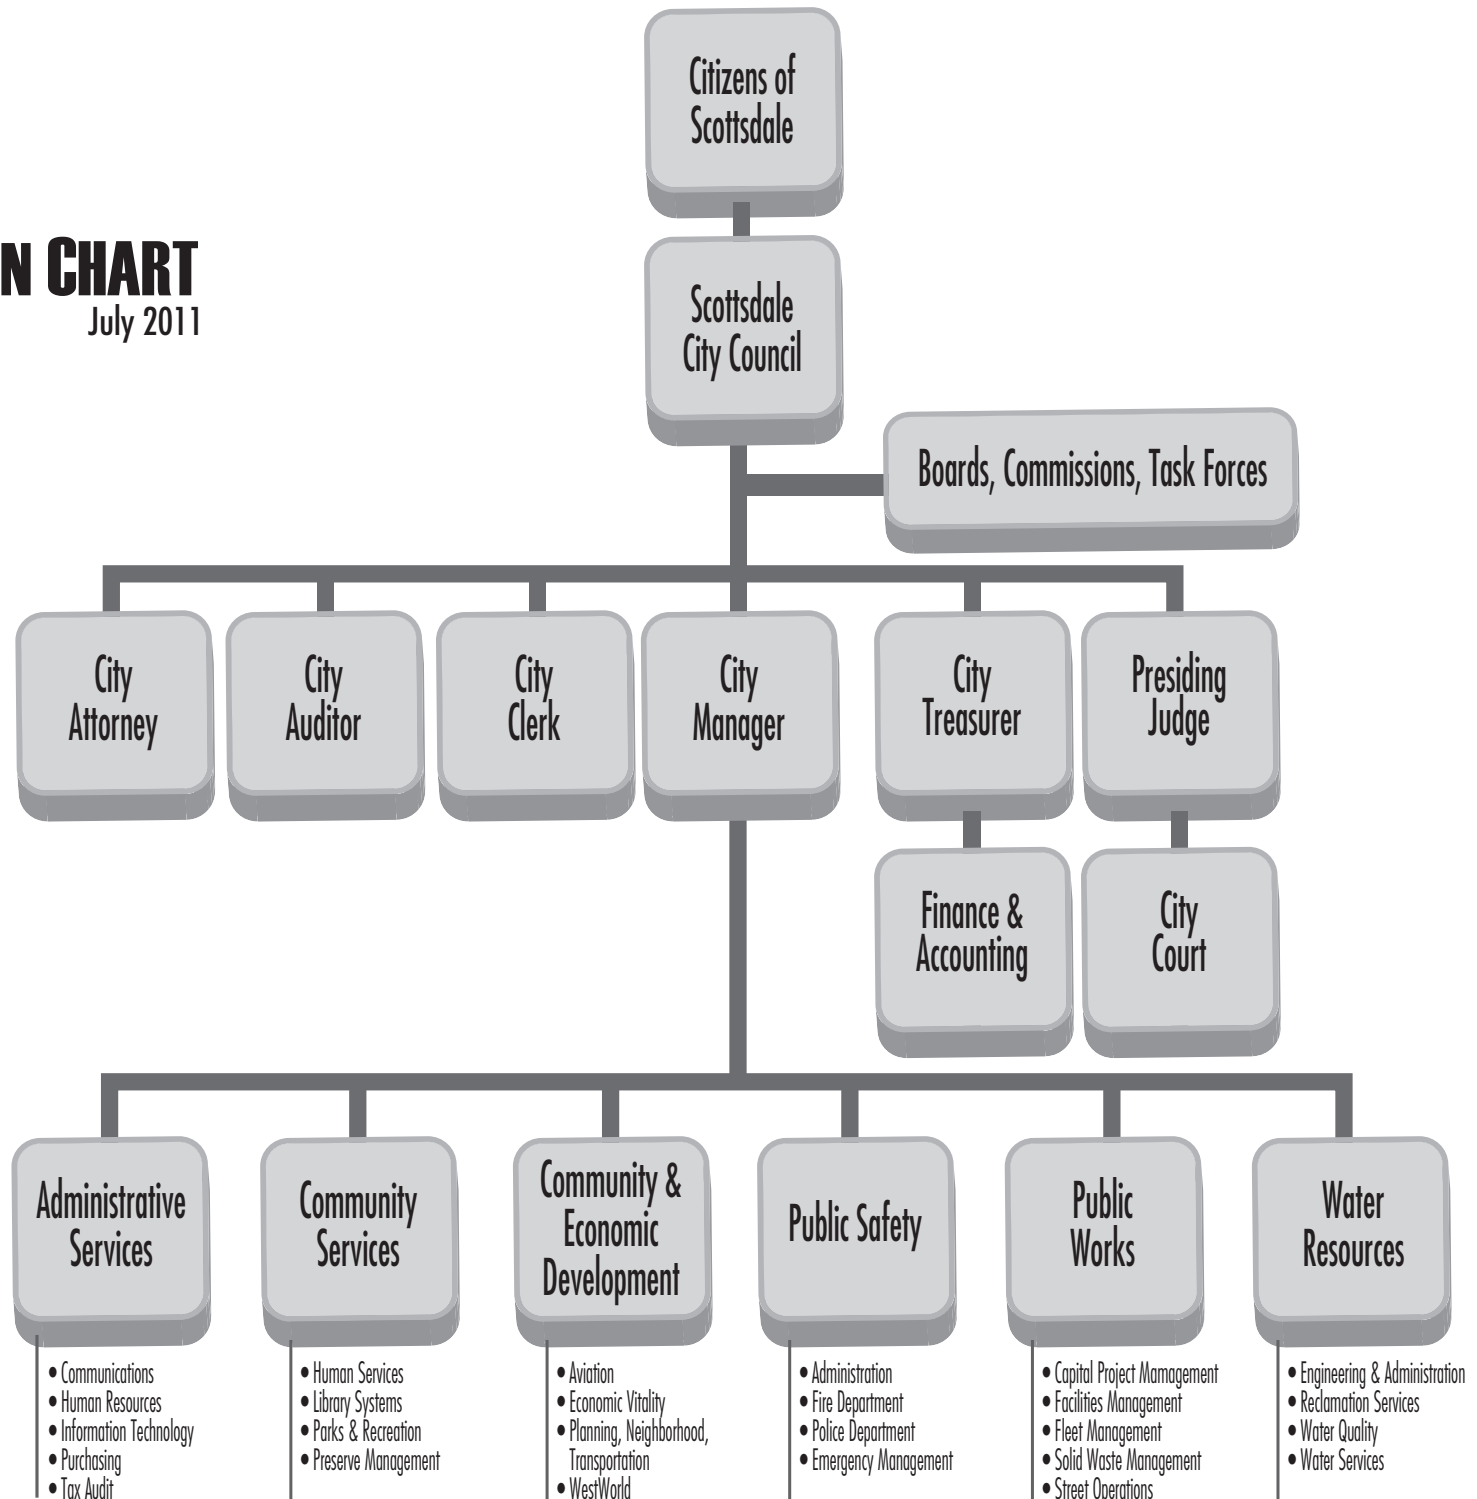 Citizens of
Scottsdale
N CHART
July 2011
Scottsdale
City Council
Boards, Commissions, Task Forces
City
Attorney
City
Auditor
City
Clerk
City
Manager
City
Treasurer
Presiding
Judge
Finance &
Accounting
City
Court
Administrative
Services
Community
Services
Community &
Economic
Development
Public Safety
Public
Works
Water
Resources
• Communications
• Human Resources
• Information Technology
• Purchasing
• Tax Audit
• Human Services
• Library Systems
• Parks & Recreation
• Preserve Management
• Aviation
• Economic Vitality
• Planning, Neighborhood,
Transportation
• WestWorld
• Administration
• Fire Department
• Police Department
• Emergency Management
• Capital Project Mamagement
• Facilities Management
• Fleet Management
• Solid Waste Management
• Street Operations
• Engineering & Administration
• Reclamation Services
• Water Quality
• Water Services